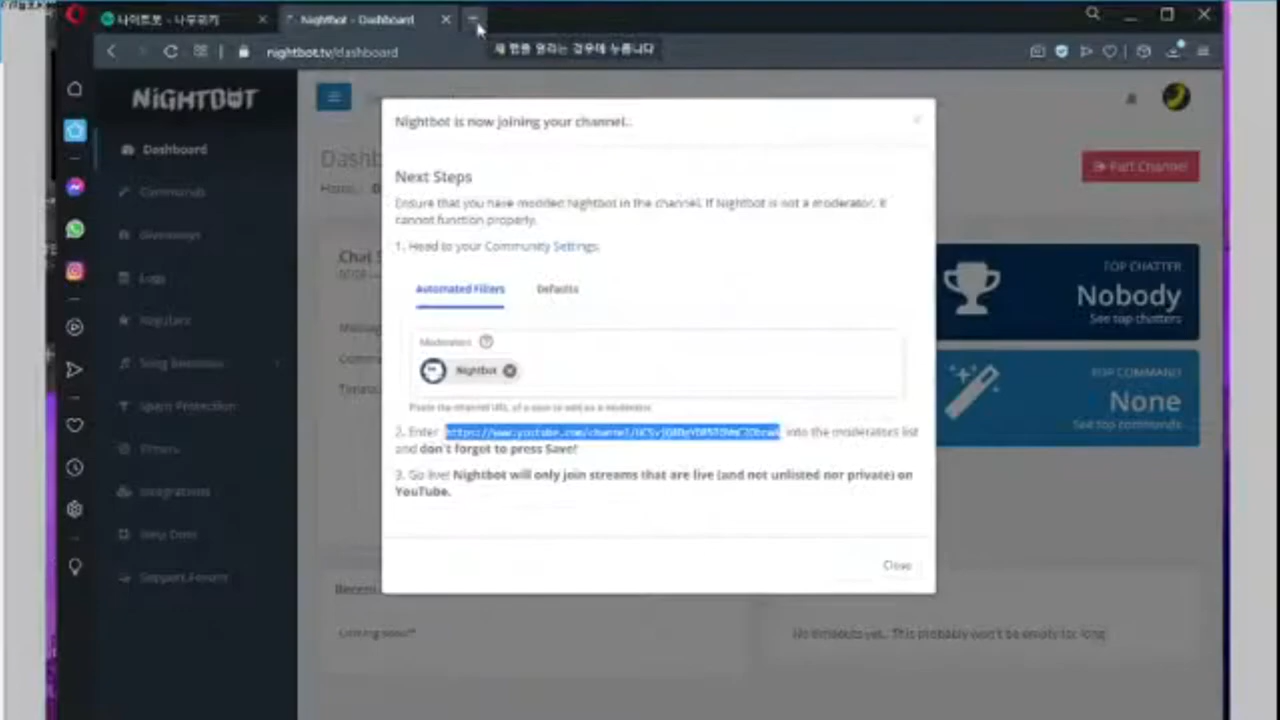 나이트봇 - 나무위키
Nightbot - Dashboard
새 탭을 열려는 경우에 누릅니다
nightbot.tv/dashboard
NIGHTBOT
Nightbot is now joining your channel..
Dashboard
Part Channel
Next Steps
Commands
Ensure that you have modded Nightbot in the channel. If Nightbot is not a moderator, it
cannot function properly.
Giveaways
1. Head to your Community Settings.
Chat S
TOP CHATTER
Logs
Nobody
Automated Filters
Defaults
See top chatters
Regulars
Moderators
Song Requests
Nightbot
TOP COMMAND
None
Spam Protection
Paste the channel URL of a user to add as a moderator
See top commands
2. Enter
into the moderators list
and don't forget to press Save!
Timers
3. Go live! Nightbot will only join streams that are live (and not unlisted nor private) on
YouTube.
Integrations
Help Docs
Close
Support Forum
Recen
Coming soon™
No timeouts yet. This probably won't be empty for long